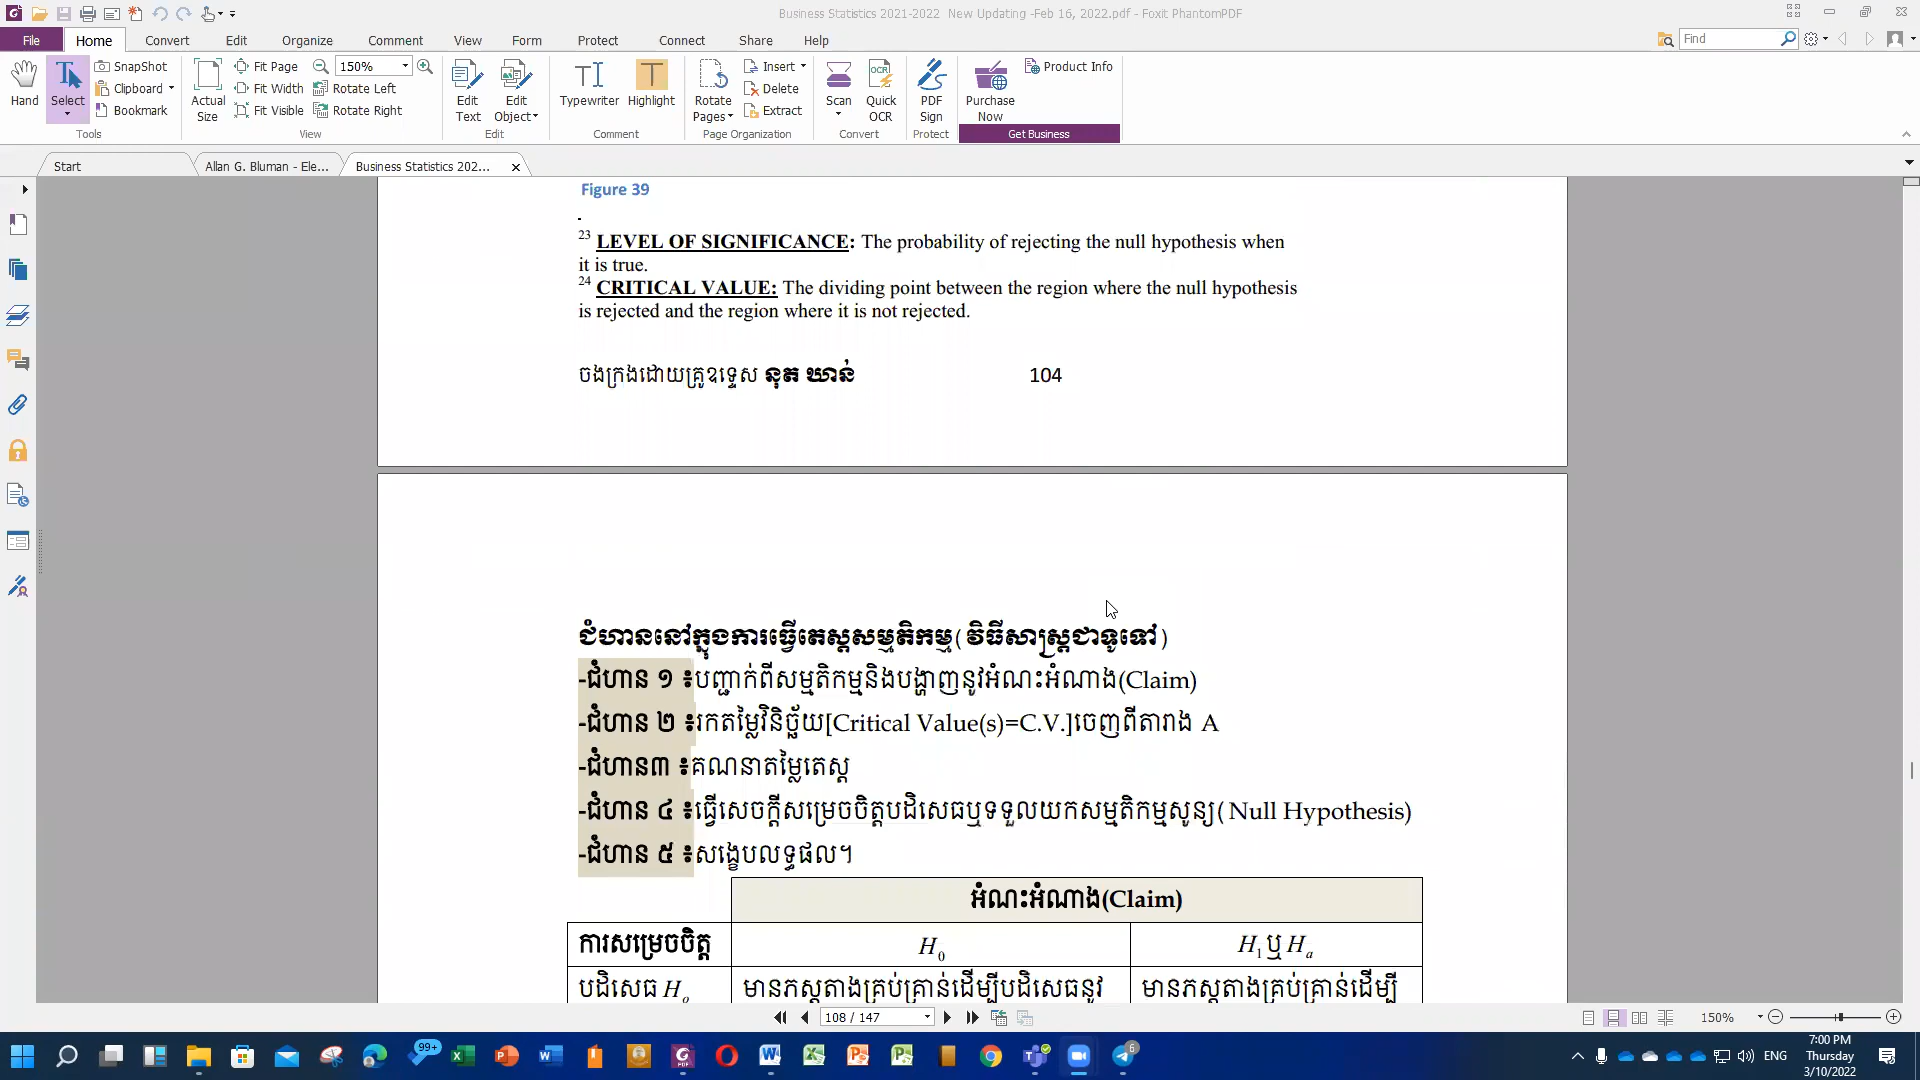 Business Statistics 2021-2022 New Updating -Feb 16, 2022.pdf - Foxit PhantomPDF
File Home Convert Edit Organize Comment View Form Protect Connect Share Help Find
Hand Select SnapShot Clipboard Bookmark Actual Size Fit Page Fit Width Fit Visible 150% Rotate Left Rotate Right Edit Text Edit Object Typewriter Highlight Rotate Pages Insert Delete Extract Scan Quick OCR PDF Sign Purchase Now Product Info
Tools View Edit Comment Page Organization Convert Protect Get Business
Start Allan G. Bluman - Ele... Business Statistics 202...
Figure 39
23 LEVEL OF SIGNIFICANCE: The probability of rejecting the null hypothesis when
it is true.
24 CRITICAL VALUE: The dividing point between the region where the null hypothesis
is rejected and the region where it is not rejected.
ចងក្រងដោយគ្រូឧទ្ទេស នុត ឃាន់ 104
ជំហាននៅក្នុងការធ្វើតេស្តសម្មតិកម្ម(វិធីសាស្ត្រជាទូទៅ)
-ជំហាន ១ ៖បញ្ជាក់ពីសម្មតិកម្មនិងបង្ហាញនូវអំណះអំណាង(Claim)
-ជំហាន ២ ៖រកតម្លៃវិនិច្ឆ័យ[Critical Value(s)=C.V.]ចេញពីតារាង A
-ជំហាន៣ ៖គណនាតម្លៃតេស្ត
-ជំហាន ៤ ៖ធ្វើសេចក្តីសម្រេចចិត្តបដិសេធឬទទួលយកសម្មតិកម្មសូន្យ( Null Hypothesis)
-ជំហាន ៥ ៖សង្ខេបលទ្ធផល។
អំណះអំណាង(Claim)
ការសម្រេចចិត្ត H0 H1 ឬ Ha
បដិសេធ Ho មានភស្តុតាងគ្រប់គ្រាន់ដើម្បីបដិសេធនូវ មានភស្តុតាងគ្រប់គ្រាន់ដើម្បី
108 / 147 150%
99+ 6 ENG
7:00 PM
Thursday
3/10/2022